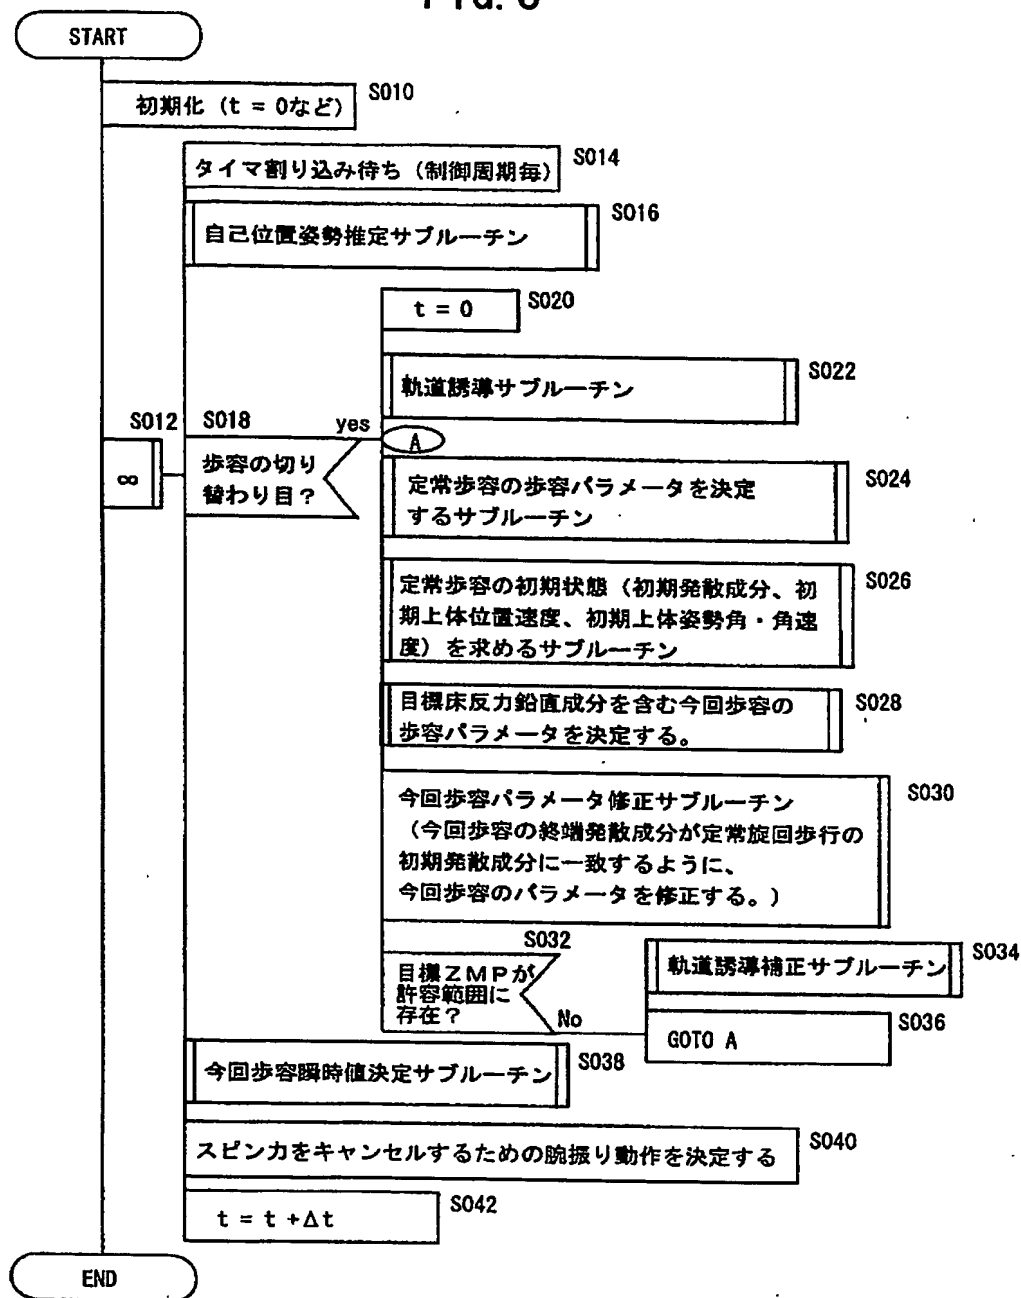 START
初期化（t = 0など）
S010
タイマ割り込み待ち（制御周期毎）
S014
自己位置姿勢推定サブルーチン
S016
t = 0
S020
軌道誘導サブルーチン
S022
S012
∞
S018
yes
歩容の切り
替わり目？
A
定常歩容の歩容パラメータを決定
するサブルーチン
S024
定常歩容の初期状態（初期発散成分、初
期上体位置速度、初期上体姿勢角・角速
度）を求めるサブルーチン
S026
目標床反力鉛直成分を含む今回歩容の
歩容パラメータを決定する。
S028
今回歩容パラメータ修正サブルーチン
（今回歩容の終端発散成分が定常旋回歩行の
初期発散成分に一致するように、
今回歩容のパラメータを修正する。）
S030
S032
目標ZMPが
許容範囲に
存在？
No
軌道誘導補正サブルーチン
S034
GOTO A
S036
今回歩容瞬時値決定サブルーチン
S038
スピン力をキャンセルするための腕振り動作を決定する
S040
t = t +Δt
S042
END